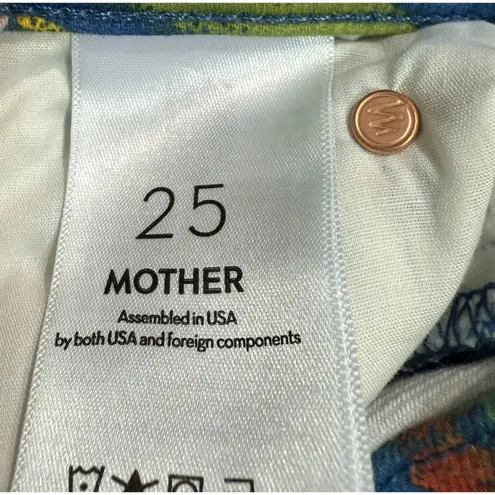 25
MOTHER
Assembled in USA
by both USA and foreign components